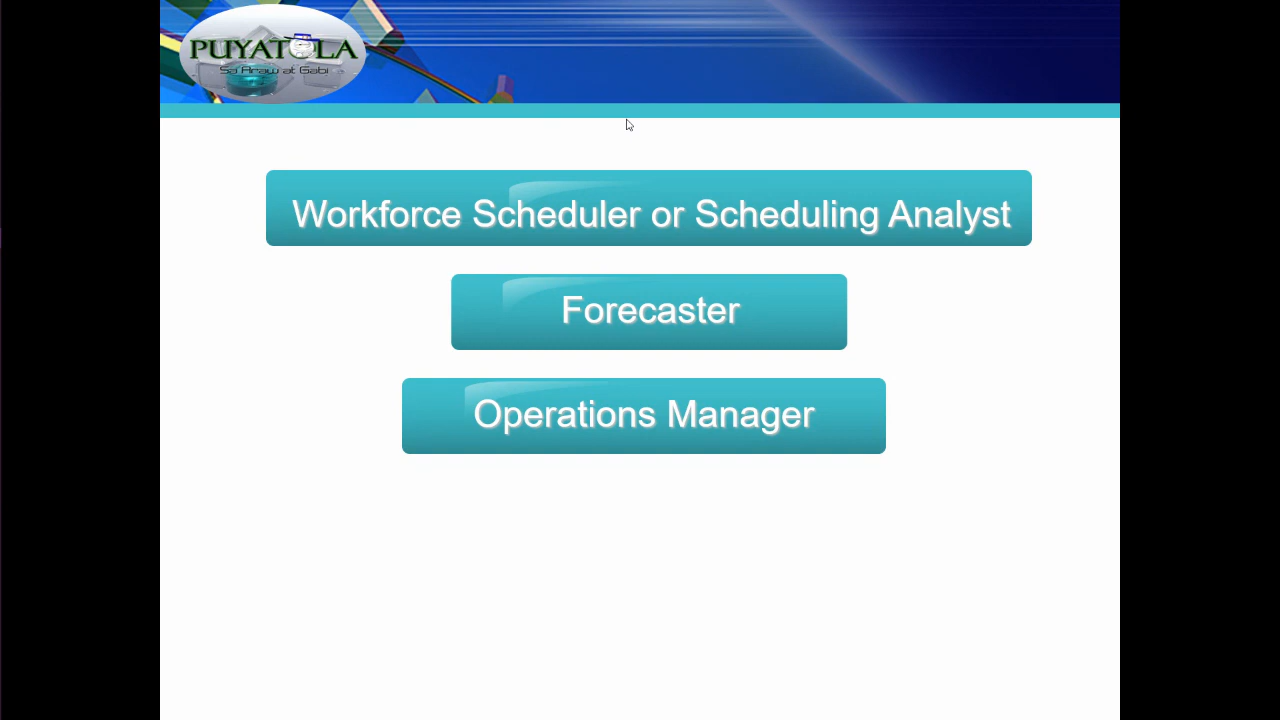 PUYATOLA
Sa Araw at Gabi
Workforce Scheduler or Scheduling Analyst
Forecaster
Operations Manager